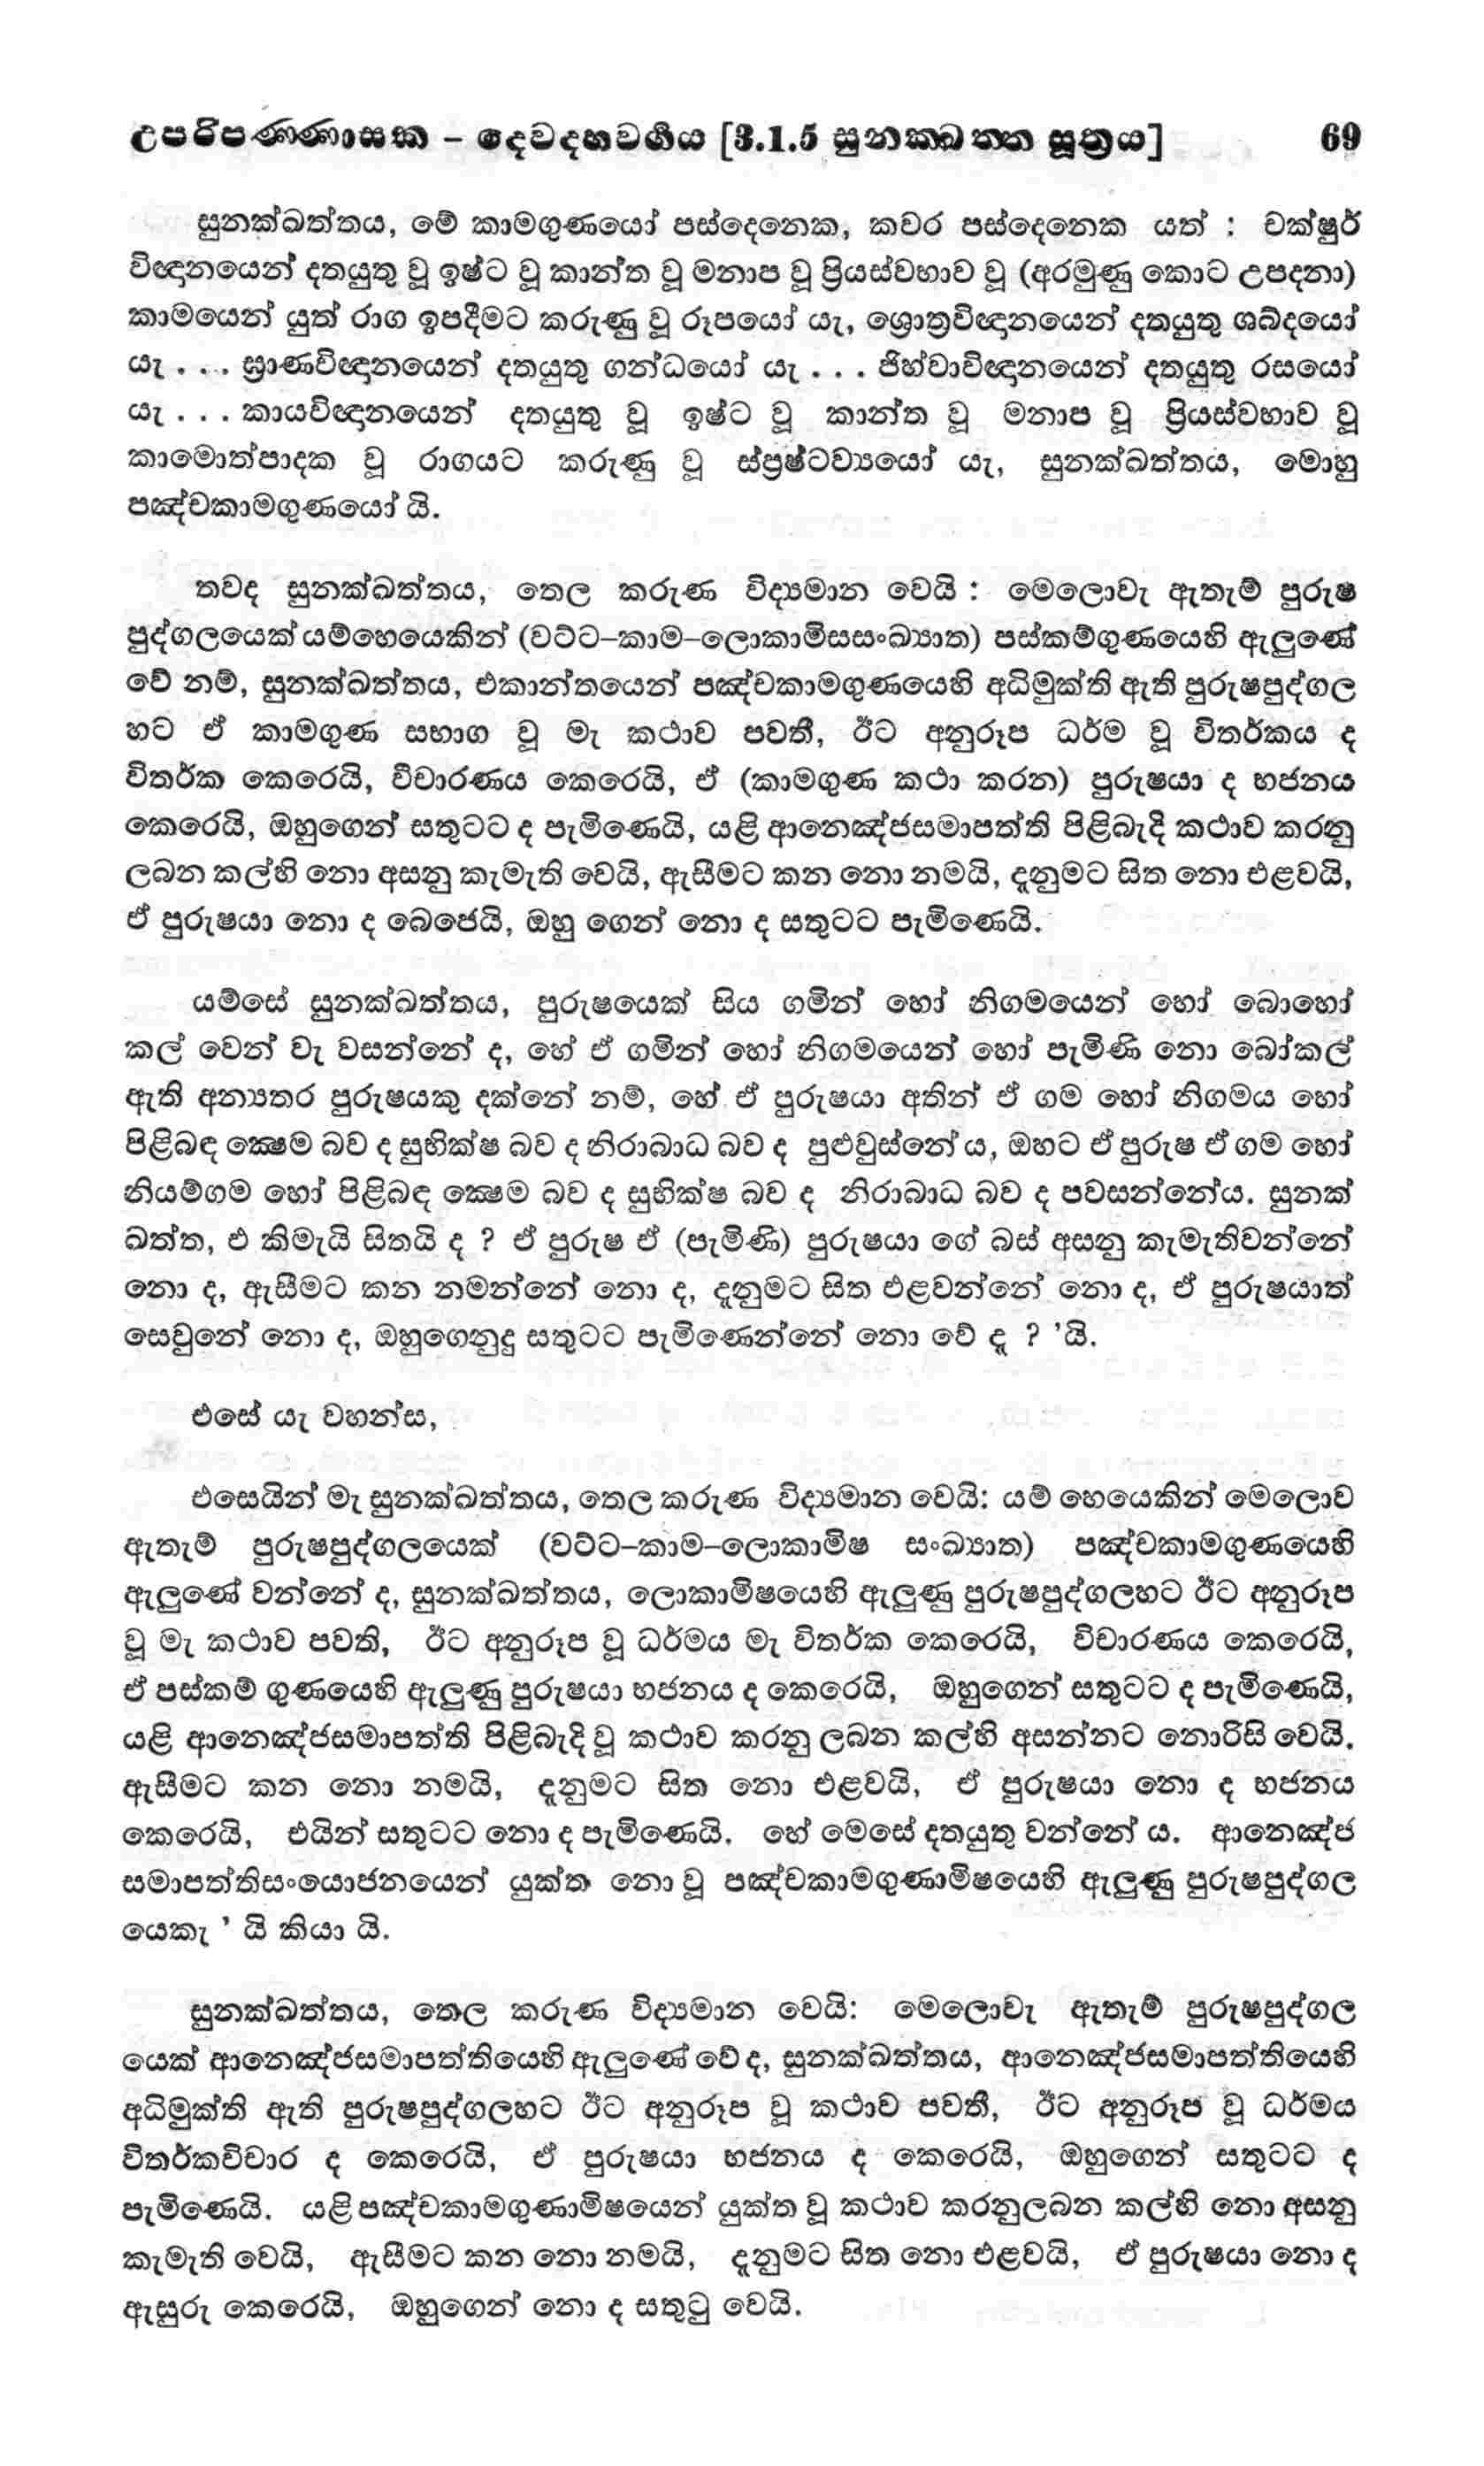 උපරිපණ්ණාසක – දෙවදහවර්‍ගය [3.1.5 සුනක්ඛත්ත සූත්‍රය] 69
සුනක්ඛත්තය, මේ කාමගුණයෝ පස්දෙනෙක, කවර පස්දෙනෙක යත් : චක්ෂුර්
විඥානයෙන් දතයුතු වූ ඉෂ්ට වූ කාන්ත වූ මනාප වූ ප්‍රියස්වභාව වූ (අරමුණු කොට උපදනා)
කාමයෙන් යුත් රාග ඉපදීමට කරුණු වූ රූපයෝ යැ, ශ්‍රොත්‍රවිඥානයෙන් දතයුතු ශබ්දයෝ
යැ . . . ඝ්‍රාණවිඥානයෙන් දතයුතු ගන්ධයෝ යැ . . . ජිහ්වාවිඥානයෙන් දතයුතු රසයෝ
යැ . . . කායවිඥානයෙන් දතයුතු වූ ඉෂ්ට වූ කාන්ත වූ මනාප වූ ප්‍රියස්වභාව වූ
කාමොත්පාදක වූ රාගයට කරුණු වූ ස්ප්‍රෂ්ටව්‍යයෝ යැ, සුනක්ඛත්තය, මොහු
පඤ්චකාමගුණයෝ යි.
තවද සුනක්ඛත්තය, තෙල කරුණ විද්‍යමාන වෙයි : මෙලොවැ ඇතැම් පුරුෂ
පුද්ගලයෙක් යම්හෙයෙකින් (වට්ට–කාම–ලොකාමිසසංඛ්‍යාත) පස්කම්ගුණයෙහි ඇලුණේ
වේ නම්, සුනක්ඛත්තය, එකාන්තයෙන් පඤ්චකාමගුණයෙහි අධිමුක්ති ඇති පුරුෂපුද්ගල
හට ඒ කාමගුණ සභාග වූ මැ කථාව පවතී, ඊට අනුරූප ධර්ම වූ විතර්කය ද
විතර්ක කෙරෙයි, විචාරණය කෙරෙයි, ඒ (කාමගුණ කථා කරන) පුරුෂයා ද භජනය
කෙරෙයි, ඔහුගෙන් සතුටට ද පැමිණෙයි, යළි ආනෙඤ්ජසමාපත්ති පිළිබැදි කථාව කරනු
ලබන කල්හි නො අසනු කැමැති වෙයි, ඇසීමට කන නො නමයි, දැනුමට සිත නො එළවයි,
ඒ පුරුෂයා නො ද බෙජෙයි, ඔහු ගෙන් නො ද සතුටට පැමිණෙයි.
යම්සේ සුනක්ඛත්තය, පුරුෂයෙක් සිය ගමින් හෝ නිගමයෙන් හෝ බොහෝ
කල් වෙන් වැ වසන්නේ ද, හේ ඒ ගමින් හෝ නිගමයෙන් හෝ පැමිණි නො බෝකල්
ඇති අන්‍යතර පුරුෂයකු දක්නේ නම්, හේ ඒ පුරුෂයා අතින් ඒ ගම හෝ නිගමය හෝ
පිළිබඳ ක්‍ෂෙම බව ද සුභික්ෂ බව ද නිරාබාධ බව ද පුළුවුස්නේ ය, ඔහට ඒ පුරුෂ ඒ ගම හෝ
නියම්ගම හෝ පිළිබඳ ක්‍ෂෙම බව ද සුභික්ෂ බව ද නිරාබාධ බව ද පවසන්නේය. සුනක්
ඛත්ත, එ කිමැයි සිතයි ද ? ඒ පුරුෂ ඒ (පැමිණි) පුරුෂයා ගේ බස් අසනු කැමැතිවන්නේ
නො ද, ඇසීමට කන නමන්නේ නො ද, දැනුමට සිත එළවන්නේ නො ද, ඒ පුරුෂයාත්
සෙවුනේ නො ද, ඔහුගෙනුදු සතුටට පැමිණෙන්නේ නො වේ ද ? ’යි.
එසේ යැ වහන්ස,
එසෙයින් මැ සුනක්ඛත්තය, තෙල කරුණ විද්‍යමාන වෙයි: යම් හෙයෙකින් මෙලොව
ඇතැම් පුරුෂපුද්ගලයෙක් (වට්ට–කාම–ලොකාමිෂ සංඛ්‍යාත) පඤ්චකාමගුණයෙහි
ඇලුණේ වන්නේ ද, සුනක්ඛත්තය, ලොකාමිෂයෙහි ඇලුණු පුරුෂපුද්ගලහට ඊට අනුරූප
වූ මැ කථාව පවති, ඊට අනුරූප වූ ධර්මය මැ විතර්ක කෙරෙයි, විචාරණය කෙරෙයි,
ඒ පස්කම් ගුණයෙහි ඇලුණු පුරුෂයා භජනය ද කෙරෙයි, ඔහුගෙන් සතුටට ද පැමිණෙයි,
යළි ආනෙඤ්ජසමාපත්ති පිළිබැදි වූ කථාව කරනු ලබන කල්හි අසන්නට නොරිසි වෙයි.
ඇසීමට කන නො නමයි, දැනුමට සිත නො එළවයි, ඒ පුරුෂයා නො ද භජනය
කෙරෙයි, එයින් සතුටට නො ද පැමිණෙයි. හේ මෙසේ දතයුතු වන්නේ ය. ආනෙඤ්ජ
සමාපත්තිසංයොජනයෙන් යුක්ත නො වූ පඤ්චකාමගුණාමිෂයෙහි ඇලුණු පුරුෂපුද්ගල
යෙකැ ’ යි කියා යි.
සුනක්ඛත්තය, තෙල කරුණ විද්‍යමාන වෙයි: මෙලොවැ ඇතැම් පුරුෂපුද්ගල
යෙක් ආනෙඤ්ජසමාපත්තියෙහි ඇලුණේ වේ ද, සුනක්ඛත්තය, ආනෙඤ්ජසමාපත්තියෙහි
අධිමුක්ති ඇති පුරුෂපුද්ගලහට ඊට අනුරූප වූ කථාව පවතී, ඊට අනුරූප වූ ධර්මය
විතර්කවිචාර ද කෙරෙයි, ඒ පුරුෂයා භජනය ද කෙරෙයි, ඔහුගෙන් සතුටට ද
පැමිණෙයි. යළි පඤ්චකාමගුණාමිෂයෙන් යුක්ත වූ කථාව කරනුලබන කල්හි නො අසනු
කැමැති වෙයි, ඇසීමට කන නො නමයි, දැනුමට සිත නො එළවයි, ඒ පුරුෂයා නො ද
ඇසුරු කෙරෙයි, ඔහුගෙන් නො ද සතුටු වෙයි.